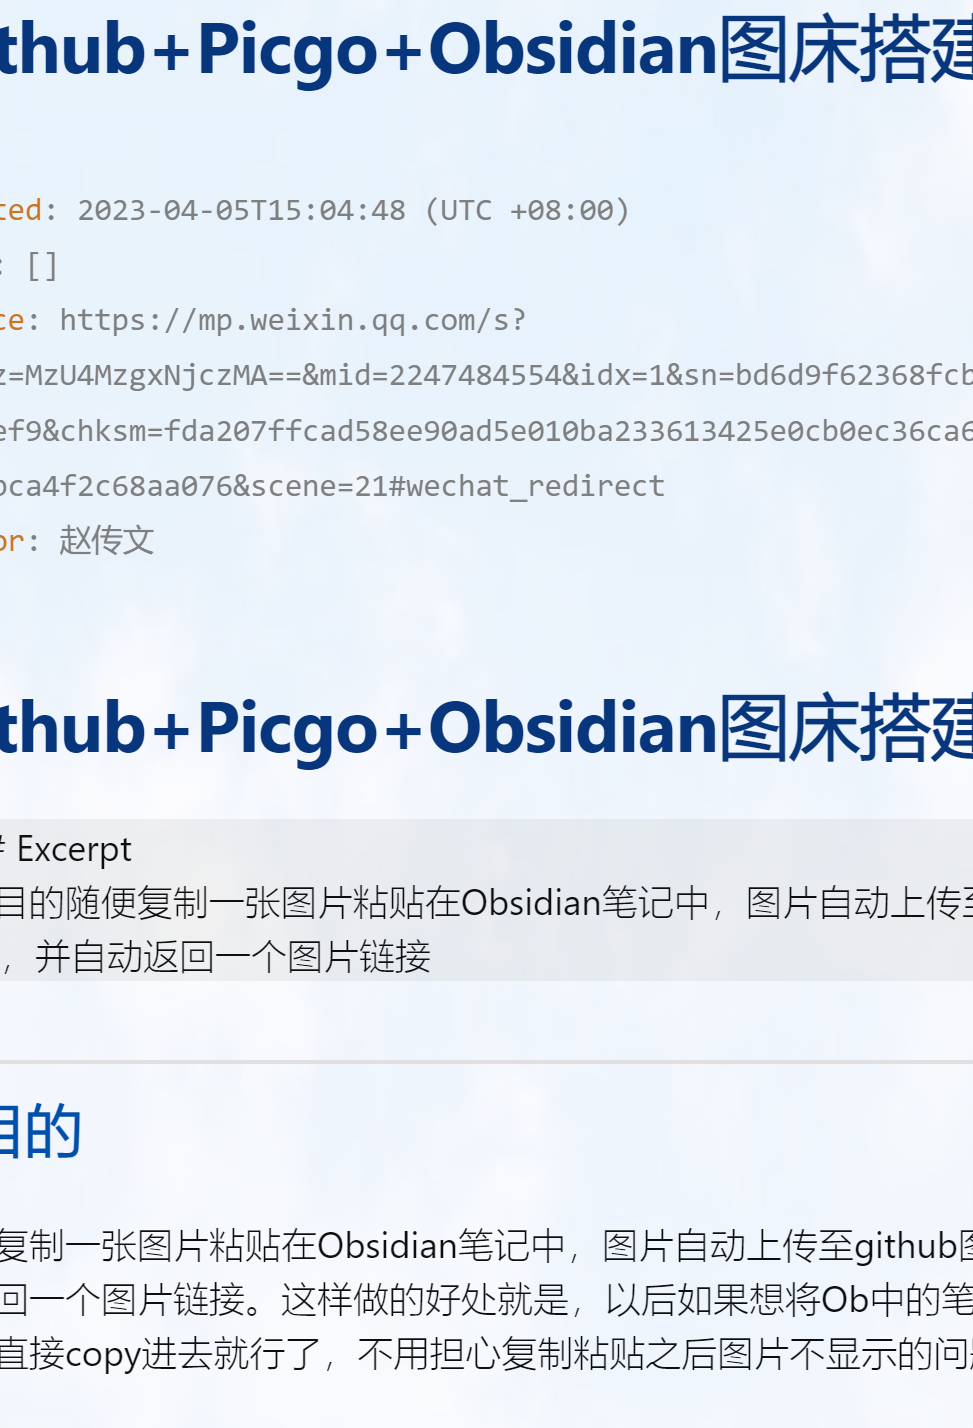 thub+Picgo+Obsidian图床搭建
ted: 2023-04-05T15:04:48 (UTC +08:00)
: []
ce: https://mp.weixin.qq.com/s?
z=MzU4MzgxNjczMA==&mid=2247484554&idx=1&sn=bd6d9f62368fcb
ef9&chksm=fda207ffcad58ee90ad5e010ba233613425e0cb0ec36ca6
bca4f2c68aa076&scene=21#wechat_redirect
or: 赵传文
thub+Picgo+Obsidian图床搭建
# Excerpt
目的随便复制一张图片粘贴在Obsidian笔记中，图片自动上传至
，并自动返回一个图片链接
目的
复制一张图片粘贴在Obsidian笔记中，图片自动上传至github图
回一个图片链接。这样做的好处就是，以后如果想将Ob中的笔
直接copy进去就行了，不用担心复制粘贴之后图片不显示的问题